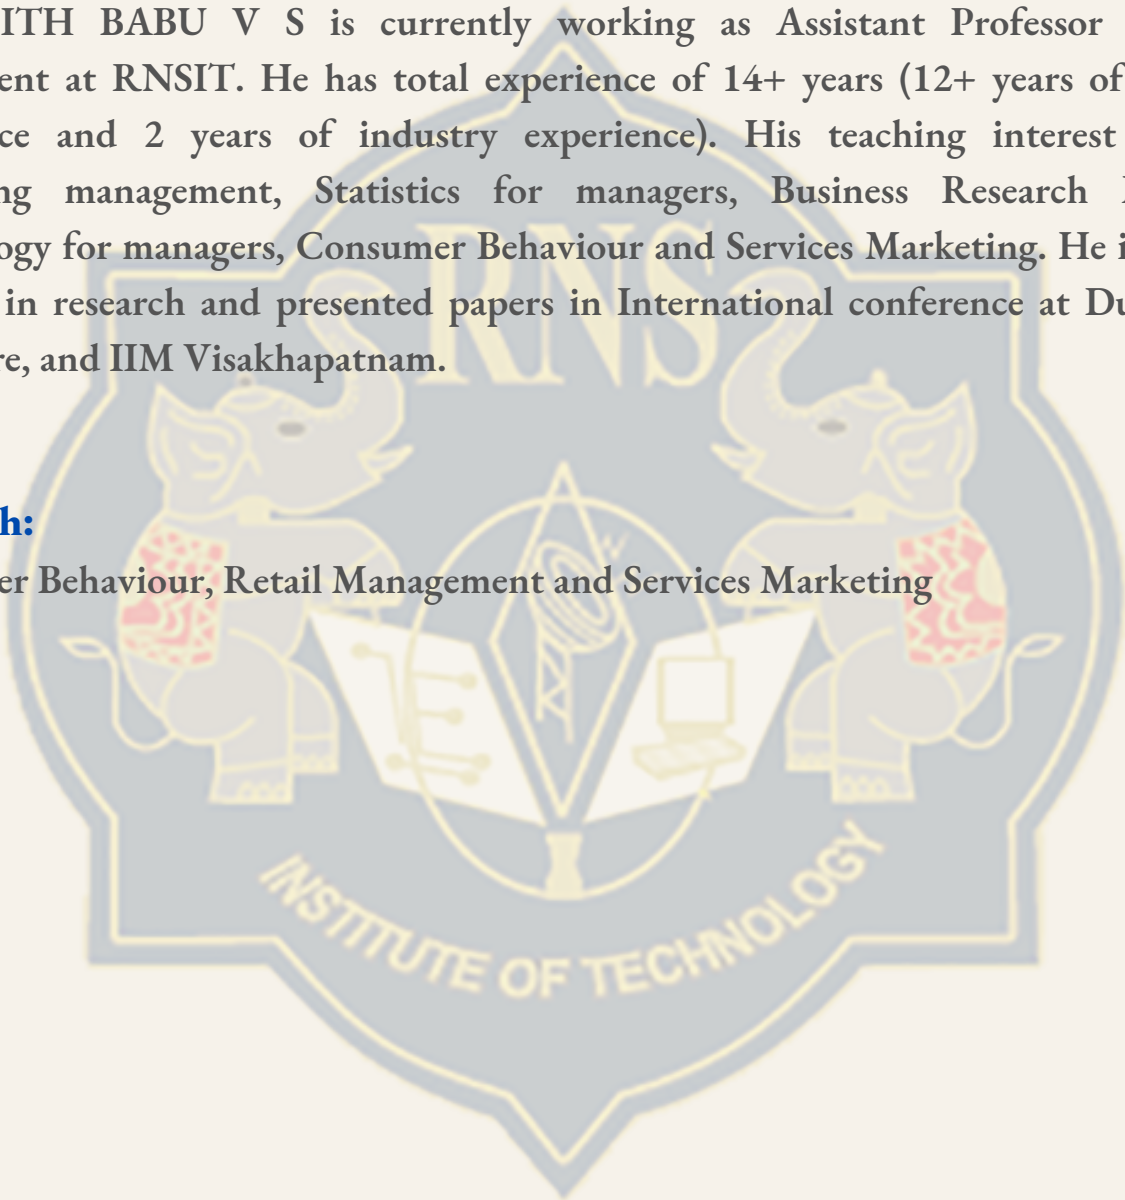 ITH BABU V S is currently working as Assistant Professor
ent at RNSIT. He has total experience of 14+ years (12+ years of
ce and 2 years of industry experience). His teaching interest
ng management, Statistics for managers, Business Research
ogy for managers, Consumer Behaviour and Services Marketing. He i
in research and presented papers in International conference at Du
re, and IIM Visakhapatnam.
RNS
h:
er Behaviour, Retail Management and Services Marketing
INSTITUTE OF TECHNOLOGY